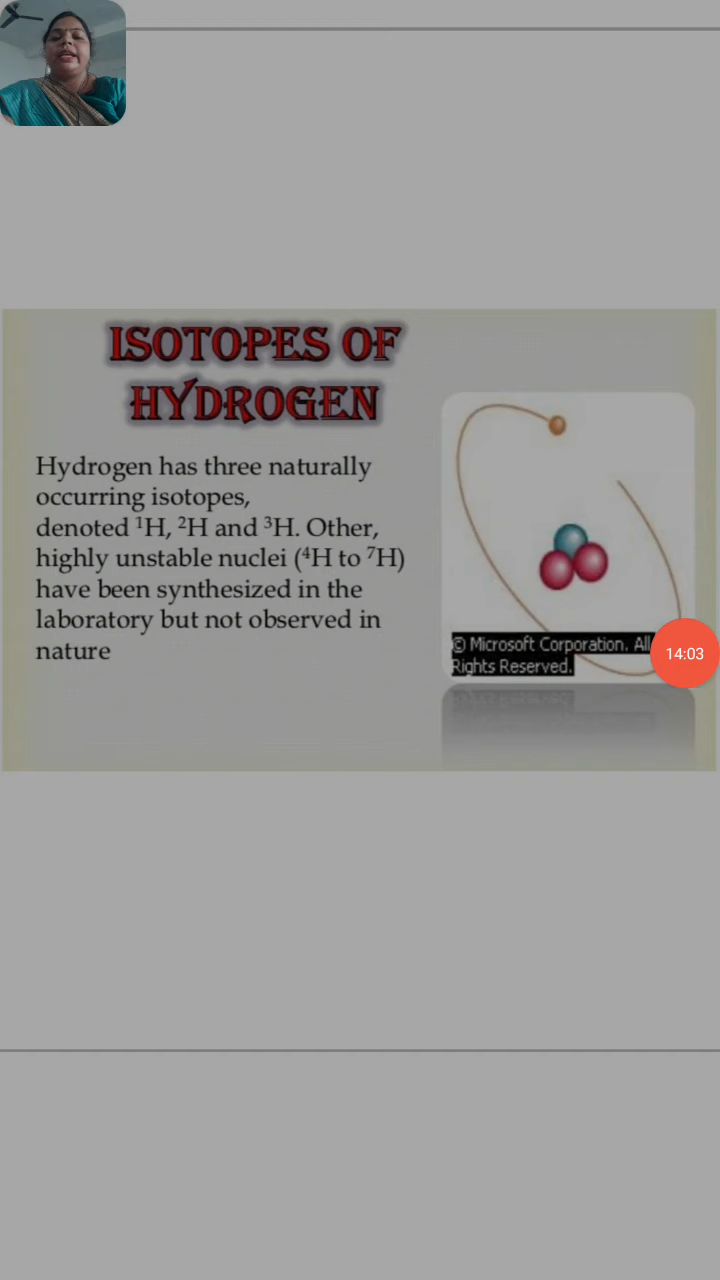 ISOTOPES OF
HYDROGEN
Hydrogen has three naturally
occurring isotopes,
denoted ¹H, ²H and ³H. Other,
highly unstable nuclei (⁴H to ⁷H)
have been synthesized in the
laboratory but not observed in
nature
© Microsoft Corporation. All
Rights Reserved.
14:03